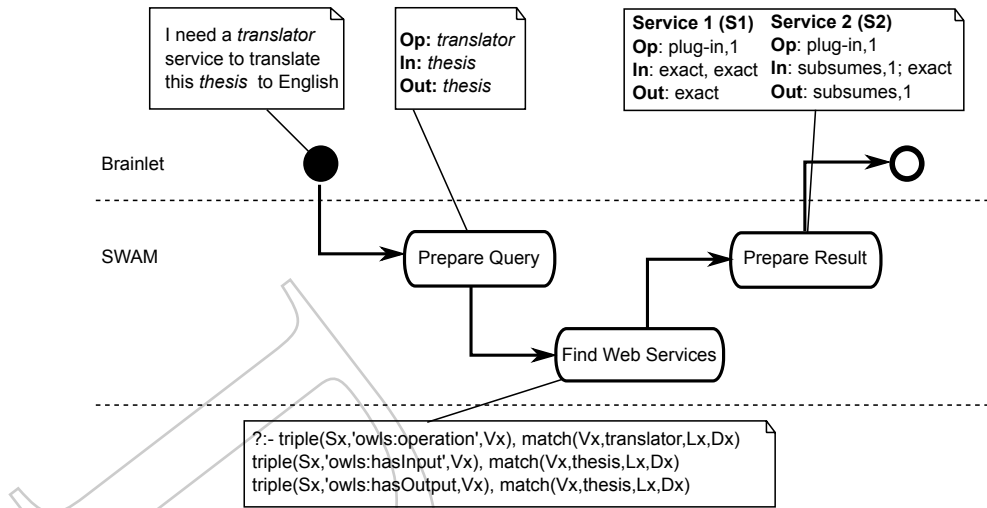 I need a translator
service to translate
this thesis to English
Op: translator
In: thesis
Out: thesis
Service 1 (S1)
Op: plug-in,1
In: exact, exact
Out: exact
Service 2 (S2)
Op: plug-in,1
In: subsumes,1; exact
Out: subsumes,1
Brainlet
SWAM
Prepare Query
Prepare Result
Find Web Services
?:- triple(Sx,'owls:operation',Vx), match(Vx,translator,Lx,Dx)
triple(Sx,'owls:hasInput',Vx), match(Vx,thesis,Lx,Dx)
triple(Sx,'owls:hasOutput,Vx), match(Vx,thesis,Lx,Dx)